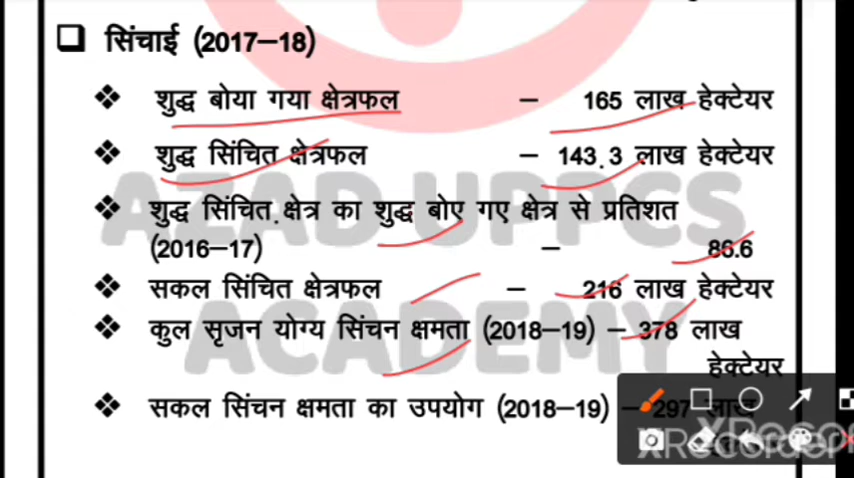 ❑ सिंचाई (2017–18)
❖ शुद्ध बोया गया क्षेत्रफल – 165 लाख हेक्टेयर
❖ शुद्ध सिंचित क्षेत्रफल – 143.3 लाख हेक्टेयर
❖ शुद्ध सिंचित क्षेत्र का शुद्ध बोए गए क्षेत्र से प्रतिशत
(2016–17) – 86.6
❖ सकल सिंचित क्षेत्रफल – 216 लाख हेक्टेयर
❖ कुल सृजन योग्य सिंचन क्षमता (2018–19) – 378 लाख
हेक्टेयर
❖ सकल सिंचन क्षमता का उपयोग (2018–19) – 297 लाख
AZAD UPPCS
ACADEMY
XRecorder